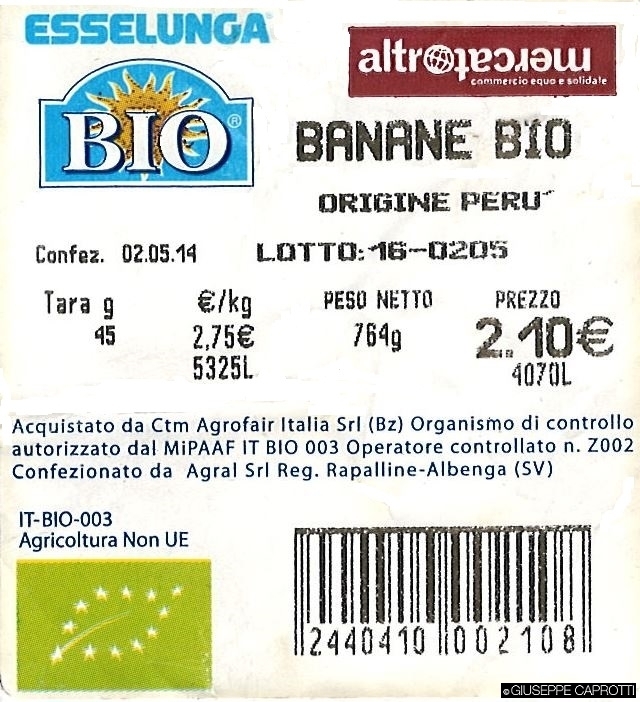 ESSELUNGA
altromercato
commercio equo e solidale
BIO®
BANANE BIO
ORIGINE PERU'
Confez. 02.05.14 LOTTO:16-0205
Tara g €/kg PESO NETTO PREZZO
45 2,75€ 764g 2.10€
5325L 4070L
Acquistato da Ctm Agrofair Italia Srl (Bz) Organismo di controllo
autorizzato dal MiPAAF IT BIO 003 Operatore controllato n. Z002
Confezionato da Agral Srl Reg. Rapalline-Albenga (SV)
IT-BIO-003
Agricoltura Non UE
2440410 002108
©GIUSEPPE CAPROTTI